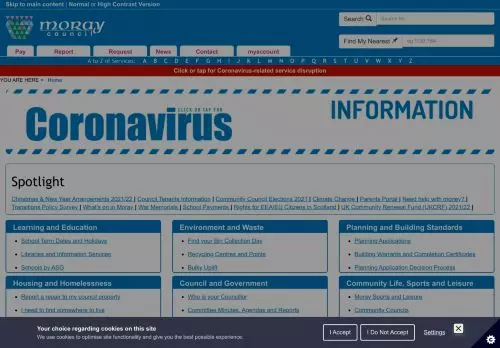 Skip to main content | Normal or High Contrast Version
moray council
Search
Search for
Find My Nearest
Pay Report Request News Contact myaccount
A to Z of Services: A B C D E F G H I J K L M N O P Q R S T U V W X Y Z
Click or tap for Coronavirus-related service disruption
YOU ARE HERE > Home
CLICK OR TAP FOR
Coronavirus INFORMATION
Spotlight
Christmas & New Year Arrangements 2021/22 | Council Tenants Information | Community Council Elections 2021 | Climate Change | Parents Portal | Need help with money? |
Transitions Policy Survey | What's on in Moray | War Memorials | School Payments | Rights for EEA/EU Citizens in Scotland | UK Community Renewal Fund (UKCRF) 2021/22 |
Learning and Education
School Term Dates and Holidays
Libraries and Information Services
Schools by ASG
Environment and Waste
Find your Bin Collection Day
Recycling Centres and Points
Bulky Uplift
Planning and Building Standards
Planning Applications
Building Warrants and Completion Certificates
Planning Application Decision Process
Housing and Homelessness
Report a repair to my council property
I need to find somewhere to live
Council and Government
Who is your Councillor
Committee Minutes, Agendas and Reports
Community Life, Sports and Leisure
Moray Sports and Leisure
Community Councils
Your choice regarding cookies on this site
We use cookies to optimise site functionality and give you the best possible experience.
I Accept
I Do Not Accept
Settings